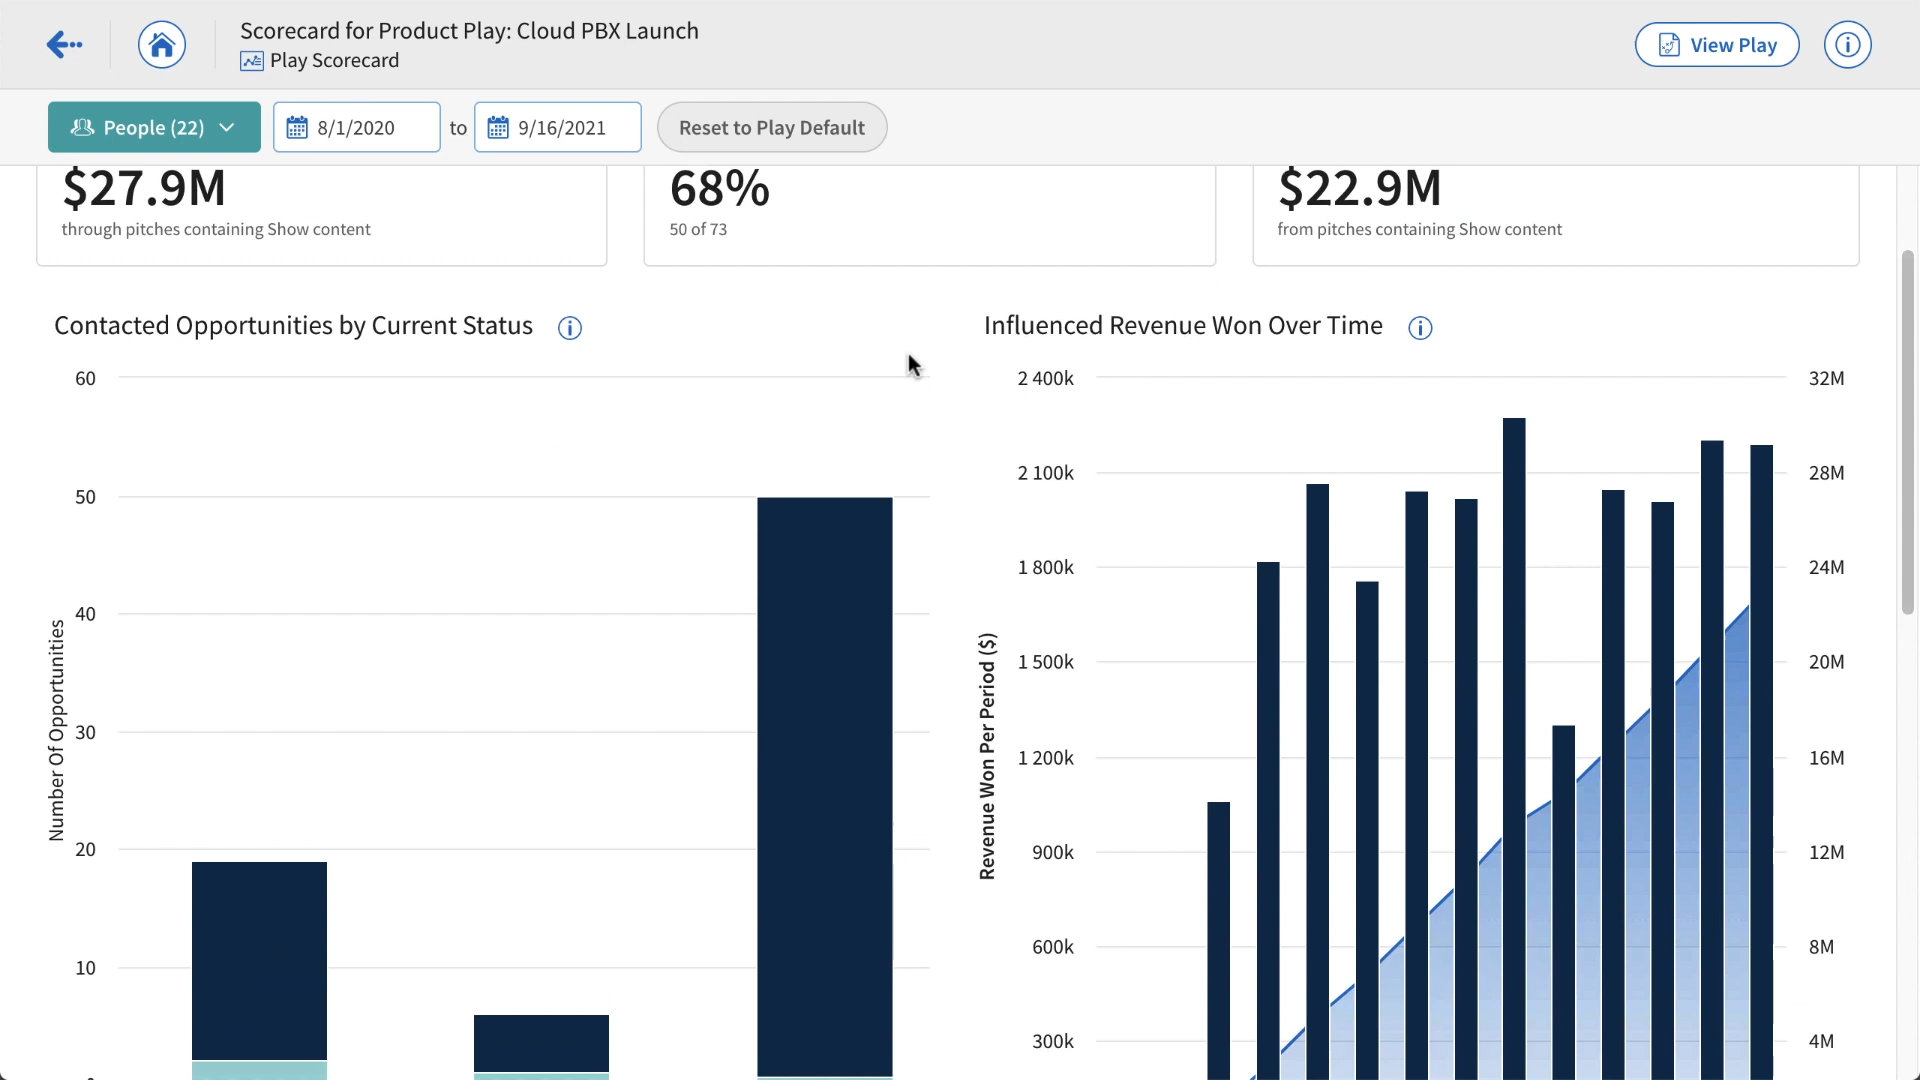 Scorecard for Product Play: Cloud PBX Launch
Play Scorecard
View Play
People (22)
8/1/2020
to
9/16/2021
Reset to Play Default
$27.9M
through pitches containing Show content
68%
50 of 73
$22.9M
from pitches containing Show content
Contacted Opportunities by Current Status
60
50
40
30
20
10
Number Of Opportunities
Influenced Revenue Won Over Time
2 400k
2 100k
1 800k
1 500k
1 200k
900k
600k
300k
Revenue Won Per Period ($)
32M
28M
24M
20M
16M
12M
8M
4M